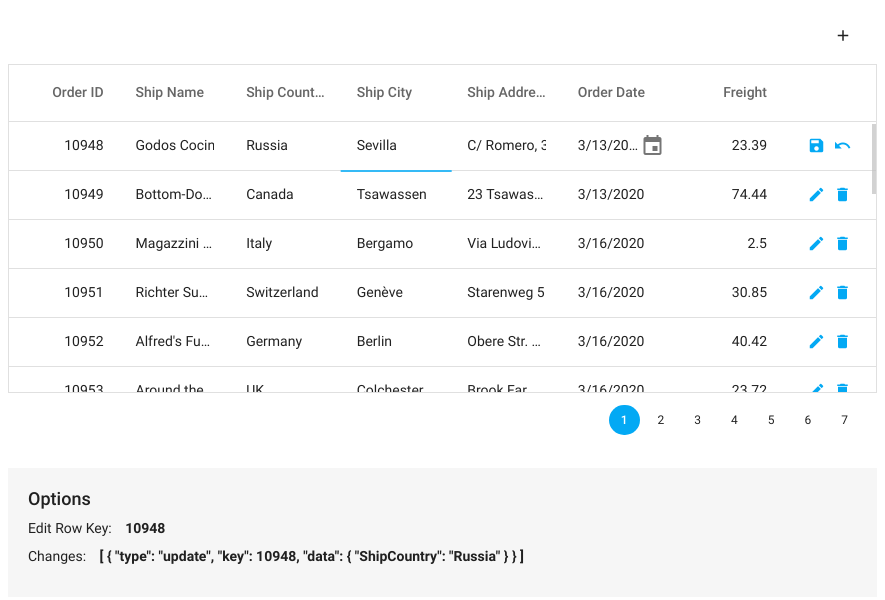 +
Order ID Ship Name Ship Count... Ship City Ship Addre... Order Date Freight
10948 Godos Cocin Russia Sevilla C/ Romero, 3 3/13/20... 23.39
10949 Bottom-Do... Canada Tsawassen 23 Tsawas... 3/13/2020 74.44
10950 Magazzini ... Italy Bergamo Via Ludovi... 3/16/2020 2.5
10951 Richter Su... Switzerland Genève Starenweg 5 3/16/2020 30.85
10952 Alfred's Fu... Germany Berlin Obere Str. ... 3/16/2020 40.42
10953 Around the UK Colchester Brook Far 3/16/2020 23.72
1 2 3 4 5 6 7
Options
Edit Row Key: 10948
Changes: [ { "type": "update", "key": 10948, "data": { "ShipCountry": "Russia" } } ]